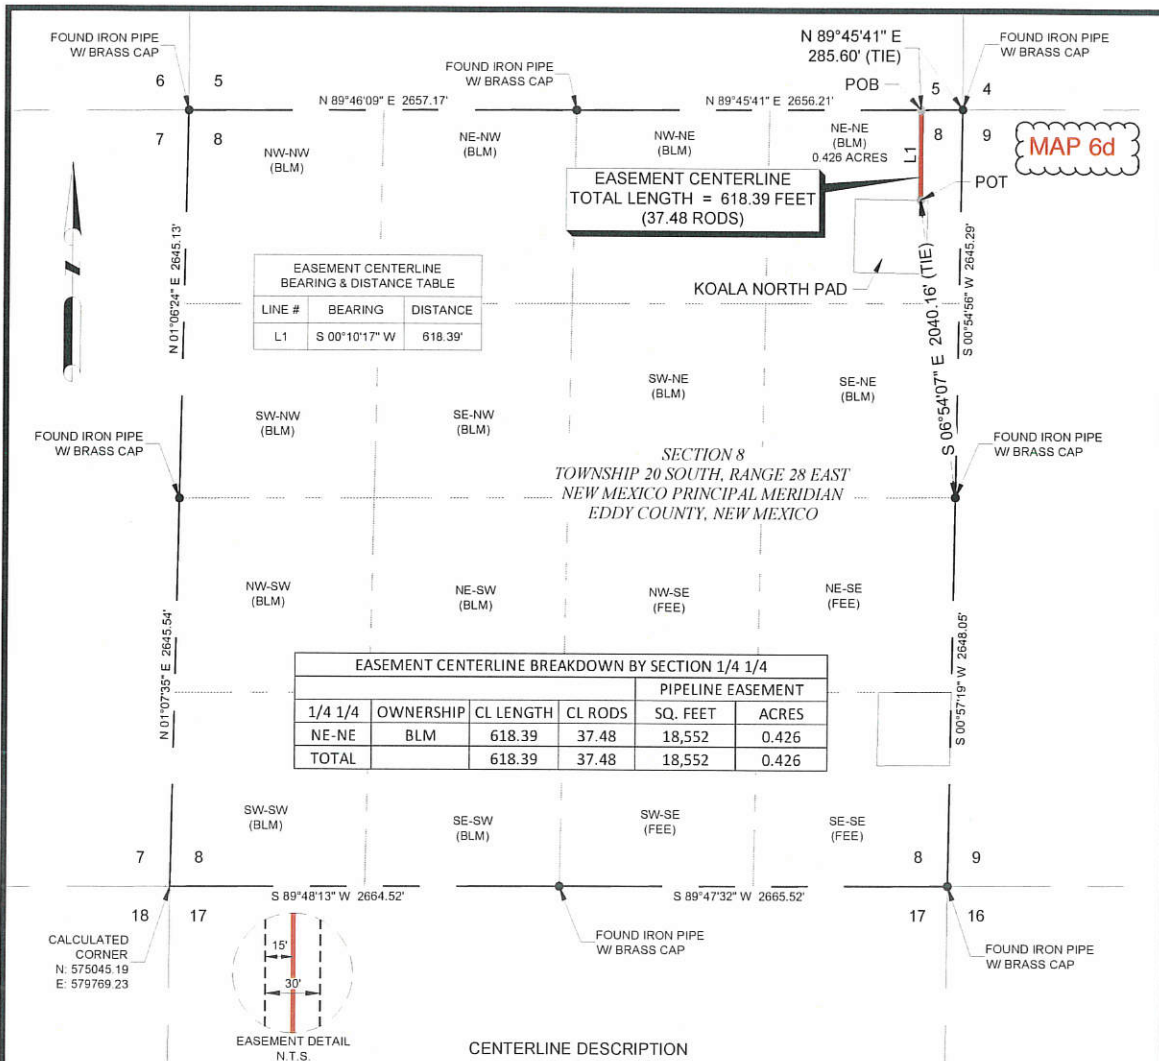 FOUND IRON PIPE
W/ BRASS CAP
6 5
7 8
N 89°46'09" E 2657.17'
FOUND IRON PIPE
W/ BRASS CAP
N 89°45'41" E 2656.21'
N 89°45'41" E
285.60' (TIE)
POB
FOUND IRON PIPE
W/ BRASS CAP
5 4
8 9
MAP 6d
NW-NW
(BLM)
NE-NW
(BLM)
NW-NE
(BLM)
NE-NE
(BLM)
0.426 ACRES
L1
POT
EASEMENT CENTERLINE
TOTAL LENGTH = 618.39 FEET
(37.48 RODS)
KOALA NORTH PAD
N 01°06'24" E 2645.13'
S 06°54'07" E 2040.16' (TIE)
S 00°54'56" W 2645.29'
EASEMENT CENTERLINE
BEARING & DISTANCE TABLE
LINE # BEARING DISTANCE
L1 S 00°10'17" W 618.39'
SW-NW
(BLM)
SE-NW
(BLM)
SW-NE
(BLM)
SE-NE
(BLM)
FOUND IRON PIPE
W/ BRASS CAP
FOUND IRON PIPE
W/ BRASS CAP
SECTION 8
TOWNSHIP 20 SOUTH, RANGE 28 EAST
NEW MEXICO PRINCIPAL MERIDIAN
EDDY COUNTY, NEW MEXICO
NW-SW
(BLM)
NE-SW
(BLM)
NW-SE
(FEE)
NE-SE
(FEE)
N 01°07'35" E 2645.54'
S 00°57'19" W 2648.05'
EASEMENT CENTERLINE BREAKDOWN BY SECTION 1/4 1/4
PIPELINE EASEMENT
1/4 1/4 OWNERSHIP CL LENGTH CL RODS SQ. FEET ACRES
NE-NE BLM 618.39 37.48 18,552 0.426
TOTAL 618.39 37.48 18,552 0.426
SW-SW
(BLM)
SE-SW
(BLM)
SW-SE
(FEE)
SE-SE
(FEE)
7 8
18 17
S 89°48'13" W 2664.52'
S 89°47'32" W 2665.52'
8 9
17 16
CALCULATED
CORNER
N: 575045.19
E: 579769.23
15'
30'
EASEMENT DETAIL
N.T.S.
FOUND IRON PIPE
W/ BRASS CAP
FOUND IRON PIPE
W/ BRASS CAP
CENTERLINE DESCRIPTION